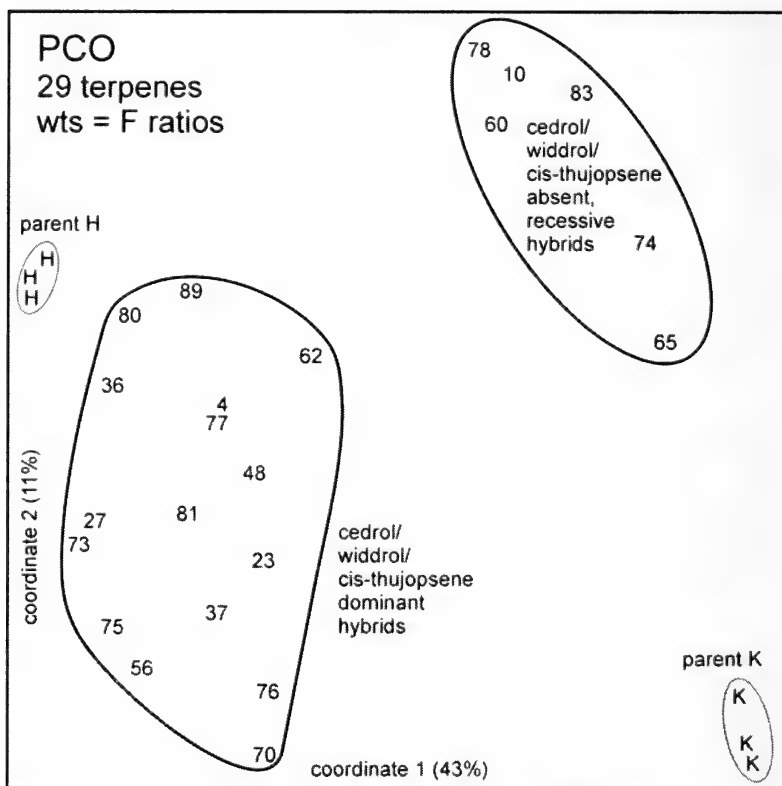 PCO
29 terpenes
wts = F ratios
78
10
83
60
cedrol/
widdrol/
cis-thujopsene
absent,
recessive
hybrids
74
65
parent H
H
H
H
89
80
62
36
4
77
48
27
81
73
23
75
37
56
76
70
cedrol/
widdrol/
cis-thujopsene
dominant
hybrids
parent K
K
K
K
coordinate 2 (11%)
coordinate 1 (43%)